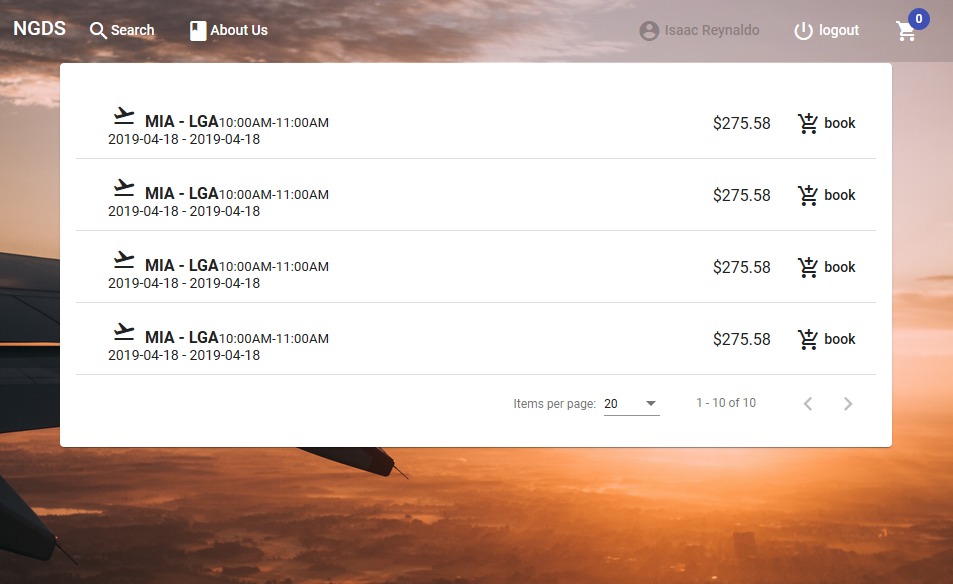 NGDS Search About Us Isaac Reynaldo logout 0
MIA - LGA10:00AM-11:00AM $275.58 book
2019-04-18 - 2019-04-18
MIA - LGA10:00AM-11:00AM $275.58 book
2019-04-18 - 2019-04-18
MIA - LGA10:00AM-11:00AM $275.58 book
2019-04-18 - 2019-04-18
MIA - LGA10:00AM-11:00AM $275.58 book
2019-04-18 - 2019-04-18
Items per page: 20 1 - 10 of 10